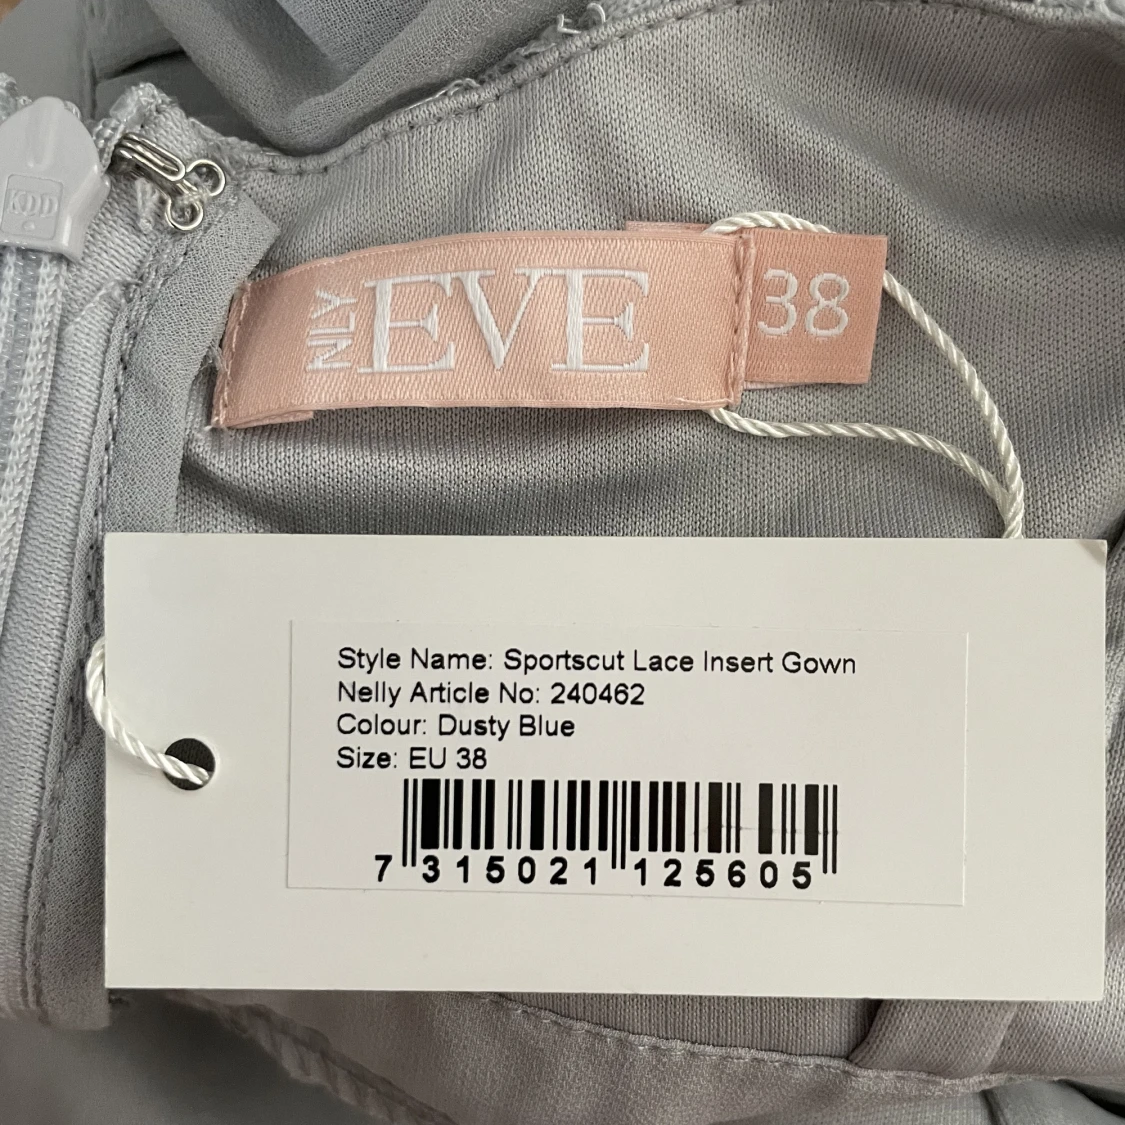 KDD
NLY EVE
38
Style Name: Sportscut Lace Insert Gown
Nelly Article No: 240462
Colour: Dusty Blue
Size: EU 38
7 315021 125605